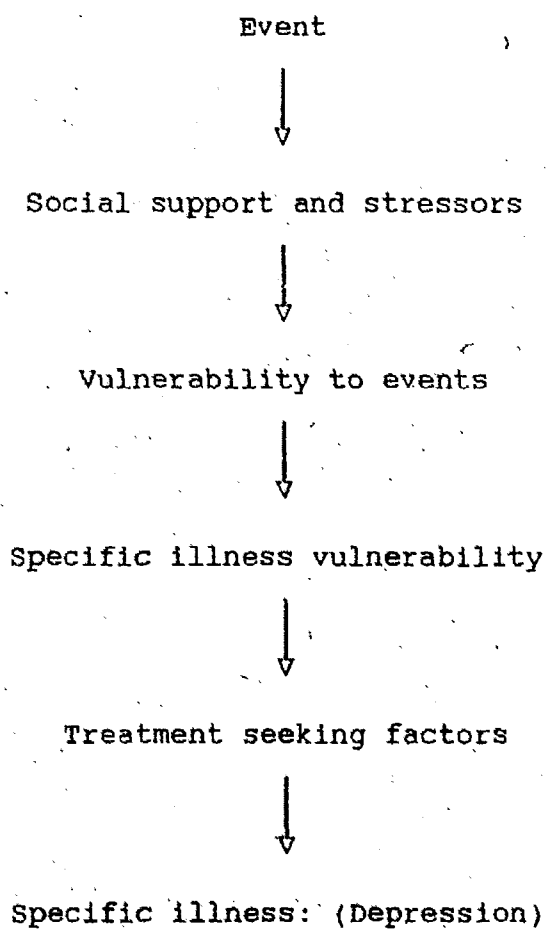 Event
Social support and stressors
Vulnerability to events
Specific illness vulnerability
Treatment seeking factors
Specific illness: (Depression)